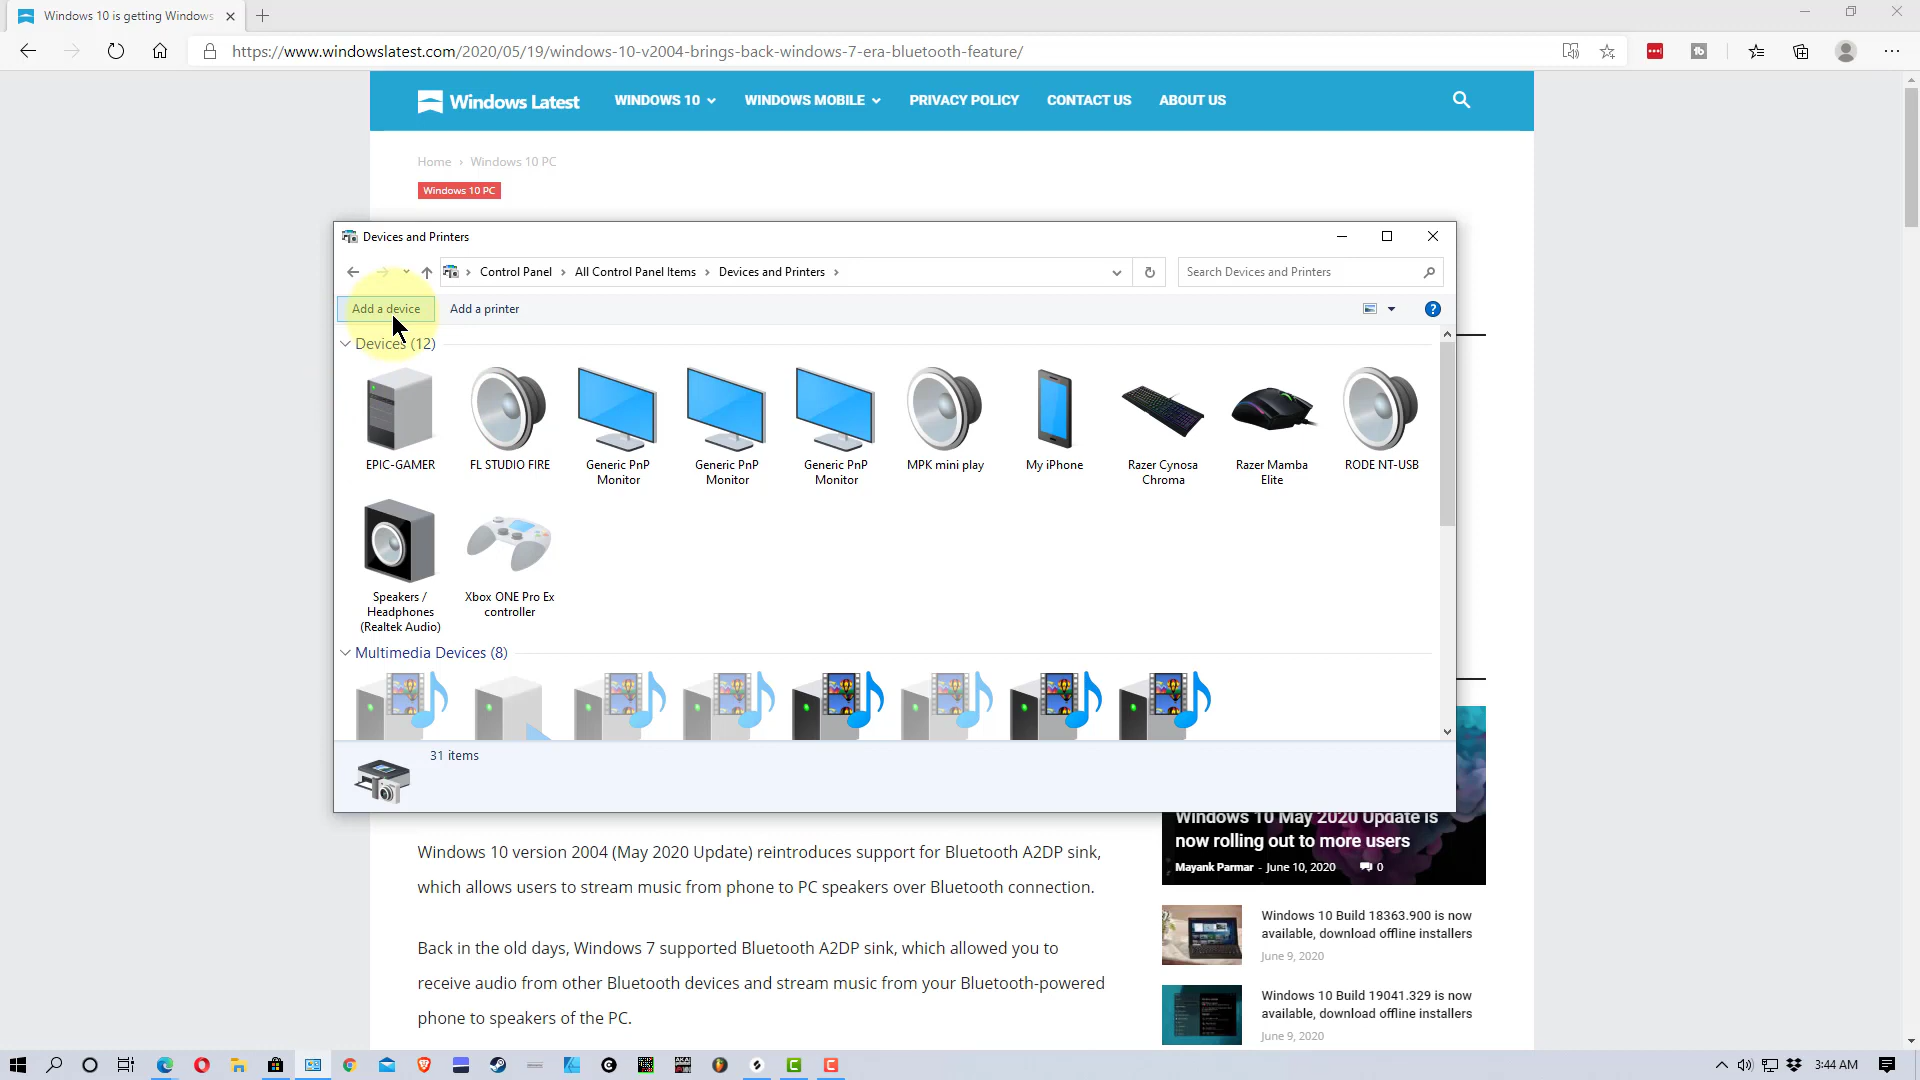 Windows 10 is getting Windows
https://www.windowslatest.com/2020/05/19/windows-10-v2004-brings-back-windows-7-era-bluetooth-feature/
Windows Latest
WINDOWS 10
WINDOWS MOBILE
PRIVACY POLICY
CONTACT US
ABOUT US
Home › Windows 10 PC
Windows 10 PC
Devices and Printers
Control Panel › All Control Panel Items › Devices and Printers ›
Search Devices and Printers
Add a device
Add a printer
Devices (12)
EPIC-GAMER
FL STUDIO FIRE
Generic PnP
Monitor
Generic PnP
Monitor
Generic PnP
Monitor
MPK mini play
My iPhone
Razer Cynosa
Chroma
Razer Mamba
Elite
RODE NT-USB
Speakers /
Headphones
(Realtek Audio)
Xbox ONE Pro Ex
controller
Multimedia Devices (8)
31 items
Windows 10 version 2004 (May 2020 Update) reintroduces support for Bluetooth A2DP sink,
which allows users to stream music from phone to PC speakers over Bluetooth connection.
Back in the old days, Windows 7 supported Bluetooth A2DP sink, which allowed you to
receive audio from other Bluetooth devices and stream music from your Bluetooth-powered
phone to speakers of the PC.
Windows 10 May 2020 Update is
now rolling out to more users
Mayank Parmar - June 10, 2020 0
Windows 10 Build 18363.900 is now
available, download offline installers
June 9, 2020
Windows 10 Build 19041.329 is now
available, download offline installers
June 9, 2020
3:44 AM